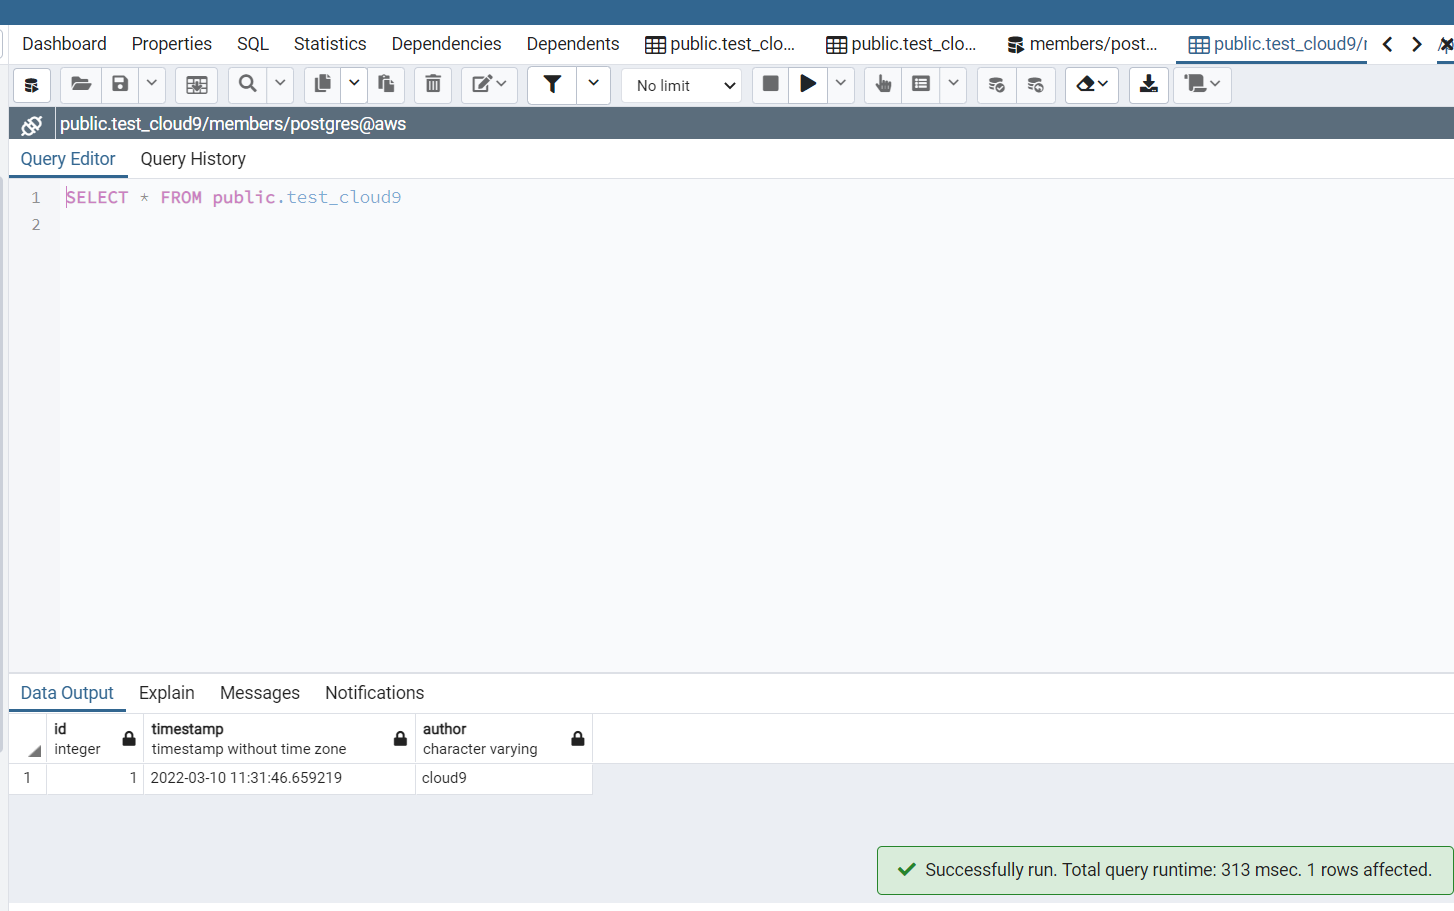 Dashboard Properties SQL Statistics Dependencies Dependents public.test_clo... public.test_clo... members/post... public.test_cloud9/
No limit
public.test_cloud9/members/postgres@aws
Query Editor Query History
1 SELECT * FROM public.test_cloud9
2
Data Output Explain Messages Notifications
id timestamp author
integer timestamp without time zone character varying
1 1 2022-03-10 11:31:46.659219 cloud9
Successfully run. Total query runtime: 313 msec. 1 rows affected.